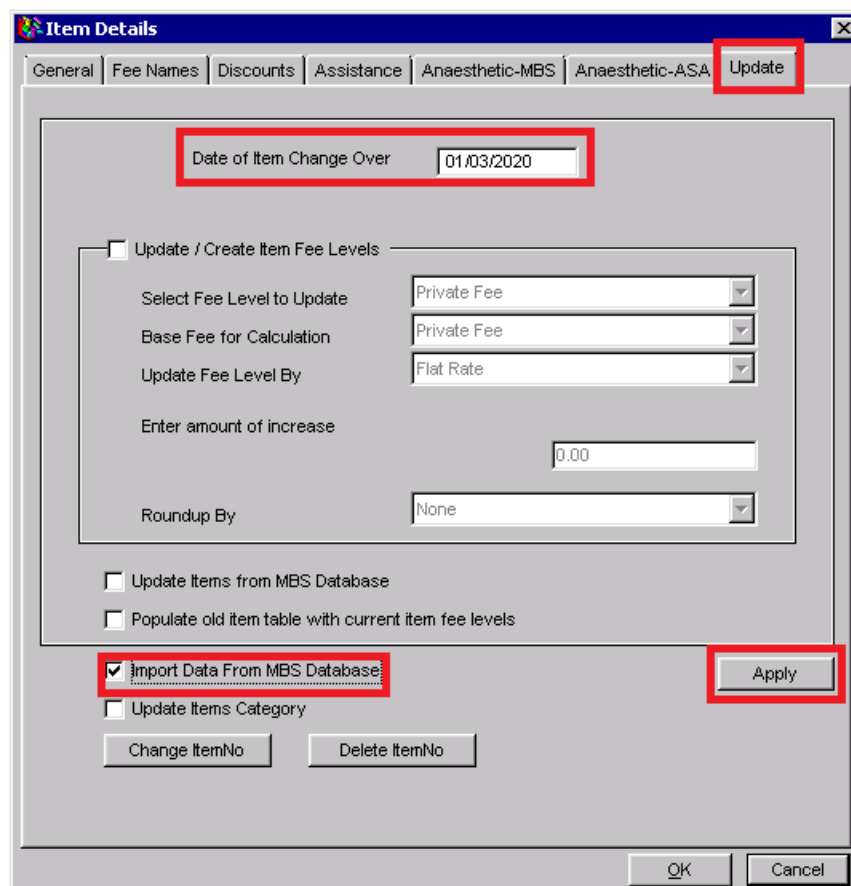 Item Details
General Fee Names Discounts Assistance Anaesthetic-MBS Anaesthetic-ASA Update
Date of Item Change Over 01/03/2020
Update / Create Item Fee Levels
Select Fee Level to Update Private Fee
Base Fee for Calculation Private Fee
Update Fee Level By Flat Rate
Enter amount of increase
0.00
Roundup By None
Update Items from MBS Database
Populate old item table with current item fee levels
Import Data From MBS Database
Apply
Update Items Category
Change ItemNo Delete ItemNo
OK Cancel